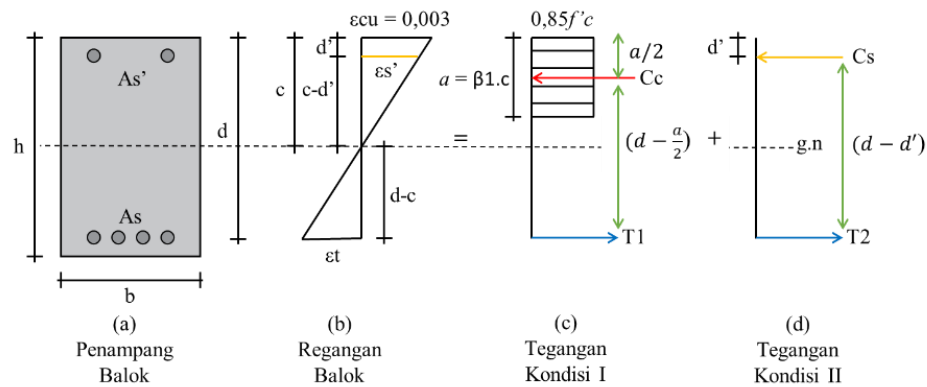 εcu = 0,003
0,85f'c
d'
As'
εs'
c
c-d'
a = β1.c
a/2
Cc
d'
Cs
h
d
=
(d − a/2)
+
g.n
(d − d')
As
d-c
εt
T1
T2
b
(a)
Penampang
Balok
(b)
Regangan
Balok
(c)
Tegangan
Kondisi I
(d)
Tegangan
Kondisi II